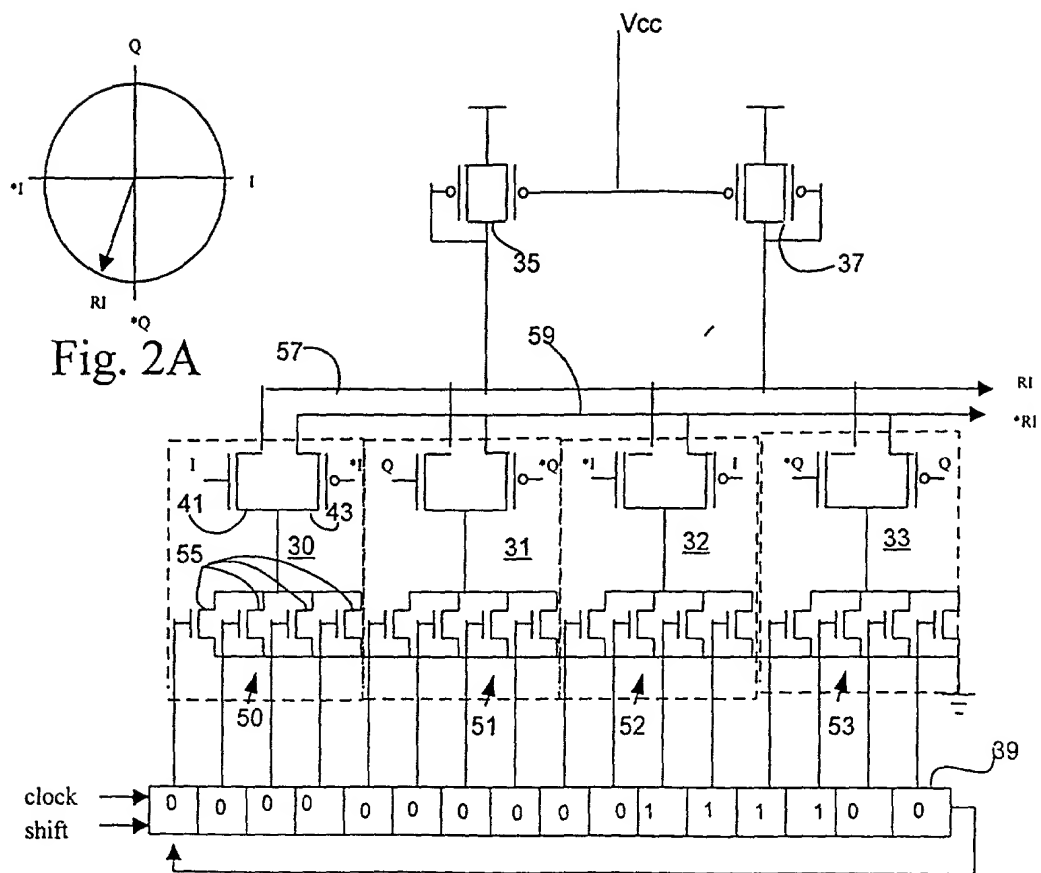 Q
Vcc
*I
I
RI
*Q
Fig. 2A
35
37
57
59
RI
*RI
I
*I
Q
*Q
*I
I
*Q
Q
41
43
55
30
31
32
33
50
51
52
53
39
clock
shift
0 0 0 0 0 0 0 0 0 0 1 1 1 1 0 0